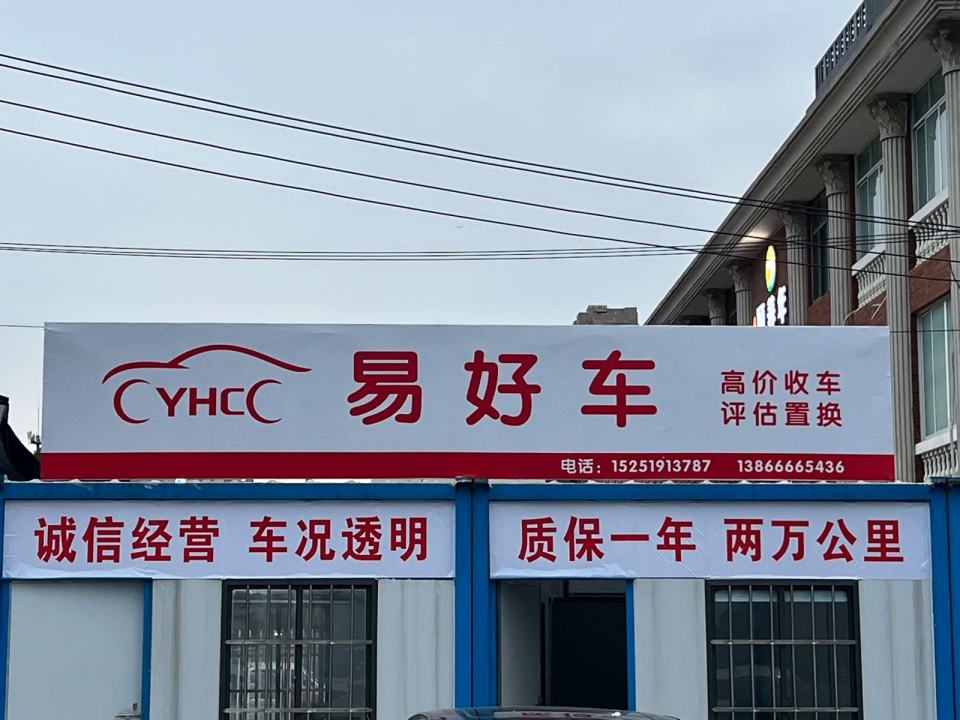 YHCC
易好车
高价收车
评估置换
电话：15251913787 13866665436
诚信经营 车况透明
质保一年 两万公里